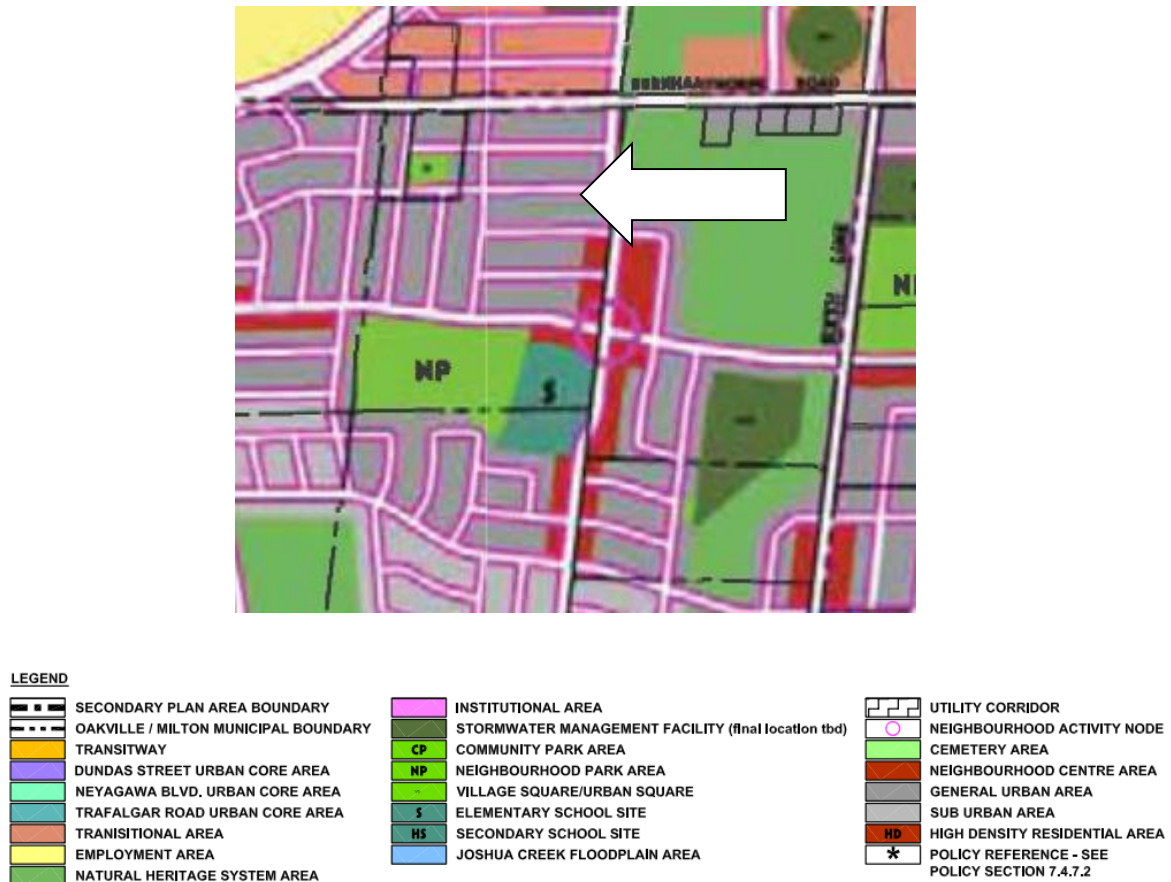 ROAD
NP
S
LEGEND
SECONDARY PLAN AREA BOUNDARY
OAKVILLE / MILTON MUNICIPAL BOUNDARY
TRANSITWAY
DUNDAS STREET URBAN CORE AREA
NEYAGAWA BLVD. URBAN CORE AREA
TRAFALGAR ROAD URBAN CORE AREA
TRANISITIONAL AREA
EMPLOYMENT AREA
NATURAL HERITAGE SYSTEM AREA
INSTITUTIONAL AREA
STORMWATER MANAGEMENT FACILITY (final location tbd)
CP COMMUNITY PARK AREA
NP NEIGHBOURHOOD PARK AREA
VILLAGE SQUARE/URBAN SQUARE
S ELEMENTARY SCHOOL SITE
HS SECONDARY SCHOOL SITE
JOSHUA CREEK FLOODPLAIN AREA
UTILITY CORRIDOR
NEIGHBOURHOOD ACTIVITY NODE
CEMETERY AREA
NEIGHBOURHOOD CENTRE AREA
GENERAL URBAN AREA
SUB URBAN AREA
HD HIGH DENSITY RESIDENTIAL AREA
* POLICY REFERENCE - SEE
POLICY SECTION 7.4.7.2